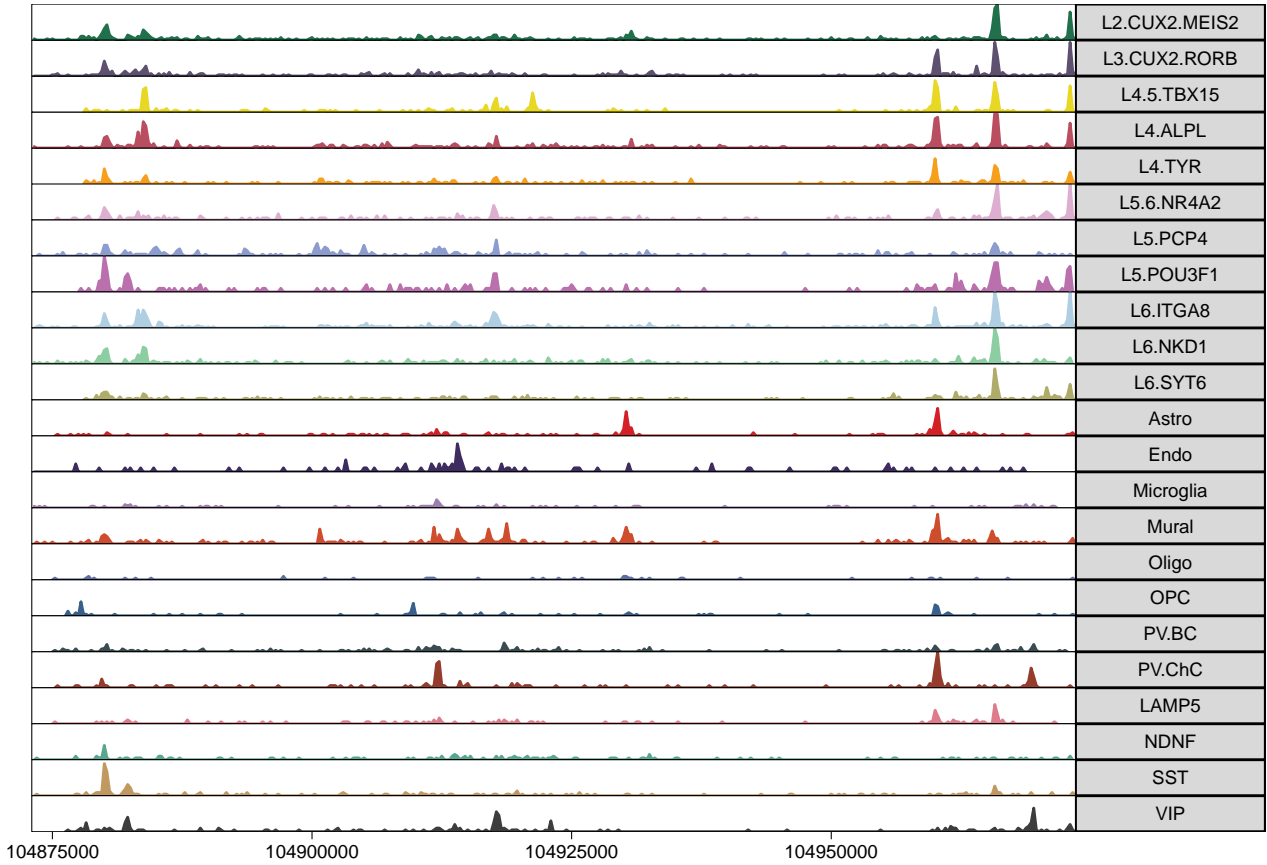 L2.CUX2.MEIS2
L3.CUX2.RORB
L4.5.TBX15
L4.ALPL
L4.TYR
L5.6.NR4A2
L5.PCP4
L5.POU3F1
L6.ITGA8
L6.NKD1
L6.SYT6
Astro
Endo
Microglia
Mural
Oligo
OPC
PV.BC
PV.ChC
LAMP5
NDNF
SST
VIP
104875000 104900000 104925000 104950000